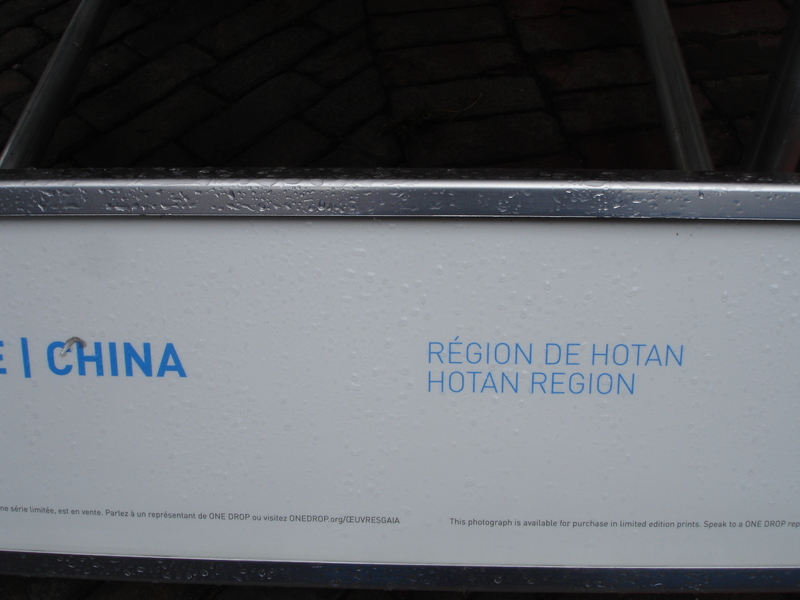 E | CHINA
RÉGION DE HOTAN
HOTAN REGION
ne série limitée, est en vente. Parlez à un représentant de ONE DROP ou visitez ONEDROP.org/ŒUVRESGAIA
This photograph is available for purchase in limited edition prints. Speak to a ONE DROP rep